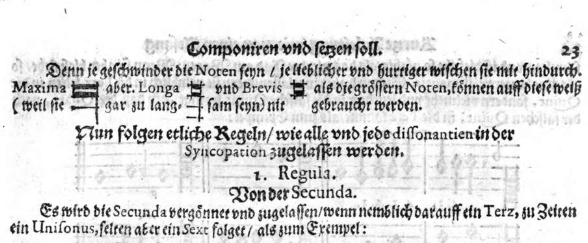 Componiren vnd setzen soll. 23
Denn je geschwinder die Noten seyn / je lieblicher vnd hurtiger wischen sie mit hindurch.
Maxima aber. Longa vnd Brevis als die grössern Noten, können auff diese weiß
( weil sie gar zu lang- sam seyn) nit gebraucht werden.
Nun folgen etliche Regeln / wie alle vnd jede dissonantien in der
Syncopation zugelassen werden.
1. Regula.
Von der Secunda.
Es wird die Secunda vergönnet vnd zugelassen / wenn nemblich darauff ein Terz, zu Zeiten
ein Unisonus, selten aber ein Sext folget / als zum Exempel: